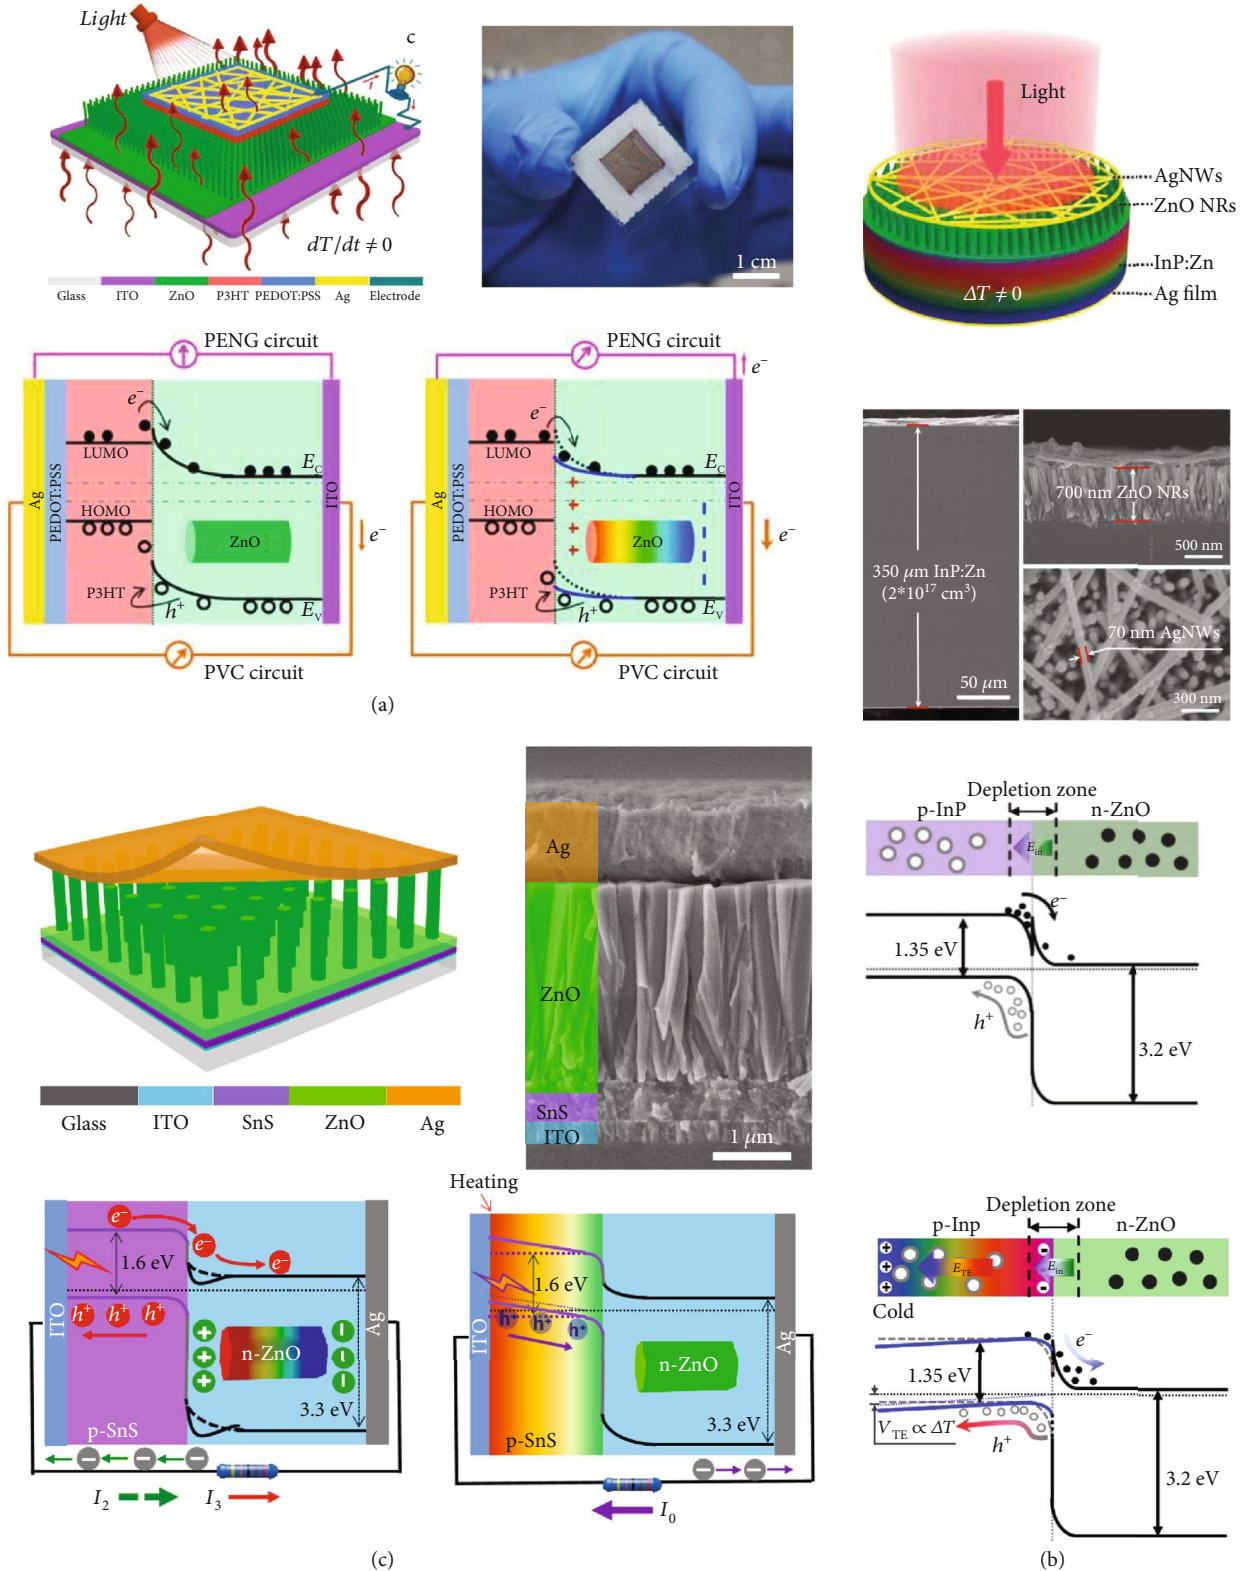 Light
c
dT/dt ≠ 0
Glass ITO ZnO P3HT PEDOT:PSS Ag Electrode
1 cm
Light
AgNWs
ZnO NRs
InP:Zn
Ag film
ΔT ≠ 0
PENG circuit
Ag
PEDOT:PSS
LUMO
HOMO
P3HT
e⁻
h⁺
E_C
ZnO
E_V
ITO
e⁻
PVC circuit
PENG circuit
e⁻
Ag
PEDOT:PSS
LUMO
HOMO
P3HT
e⁻
h⁺
E_C
ZnO
E_V
ITO
e⁻
PVC circuit
(a)
350 μm InP:Zn
(2*10¹⁷ cm³)
50 μm
700 nm ZnO NRs
500 nm
70 nm AgNWs
300 nm
Glass ITO SnS ZnO Ag
Ag
ZnO
SnS
ITO
1 μm
Depletion zone
p-InP n-ZnO
E_in
e⁻
1.35 eV
h⁺
3.2 eV
ITO
e⁻
e⁻
e⁻
1.6 eV
h⁺ h⁺ h⁺
n-ZnO
3.3 eV
p-SnS
Ag
I₂ I₃
Heating
ITO
1.6 eV
h⁺ h⁺ h⁺
n-ZnO
3.3 eV
p-SnS
Ag
I₀
(c)
Depletion zone
p-Inp n-ZnO
E_TE E_in
Cold
e⁻
1.35 eV
V_TE ∝ ΔT
h⁺
3.2 eV
(b)